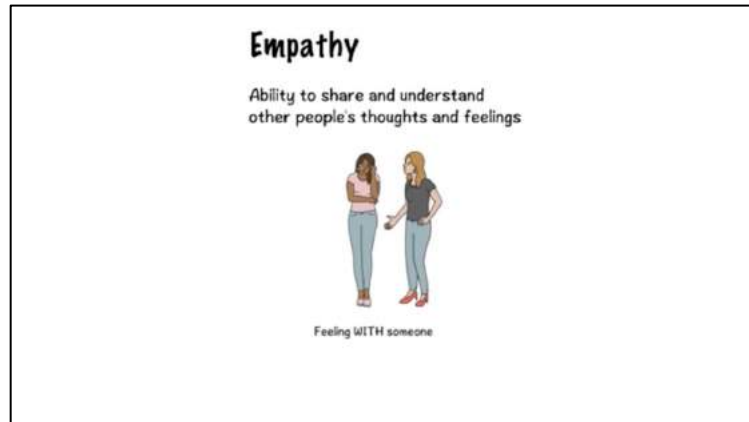 Empathy
Ability to share and understand
other people's thoughts and feelings
Feeling WITH someone